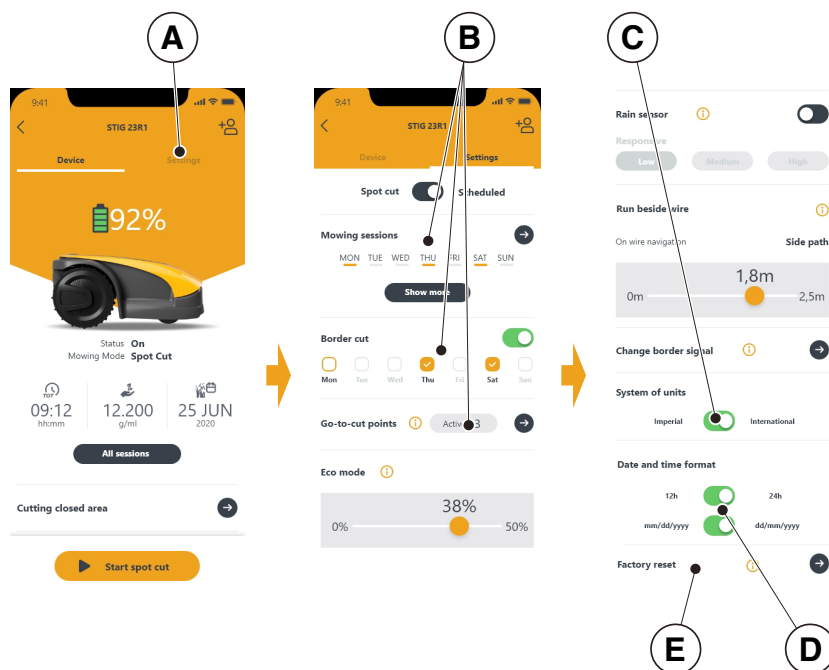 A
B
C
9:41
STIG 23R1
Device
Settings
92%
Status On
Mowing Mode Spot Cut
TOT
09:12
hh:mm
12.200
g/ml
25 JUN
2020
All sessions
Cutting closed area
Start spot cut
9:41
STIG 23R1
Device
Settings
Spot cut
Scheduled
Mowing sessions
MON TUE WED THU FRI SAT SUN
Show more
Border cut
Mon Tue Wed Thu Fri Sat Sun
Go-to-cut points
Active 3
Eco mode
38%
0%
50%
Rain sensor
Responsive
Low
Medium
High
Run beside wire
On wire navigation
Side path
1,8m
0m
2,5m
Change border signal
System of units
Imperial
International
Date and time format
12h
24h
mm/dd/yyyy
dd/mm/yyyy
Factory reset
E
D